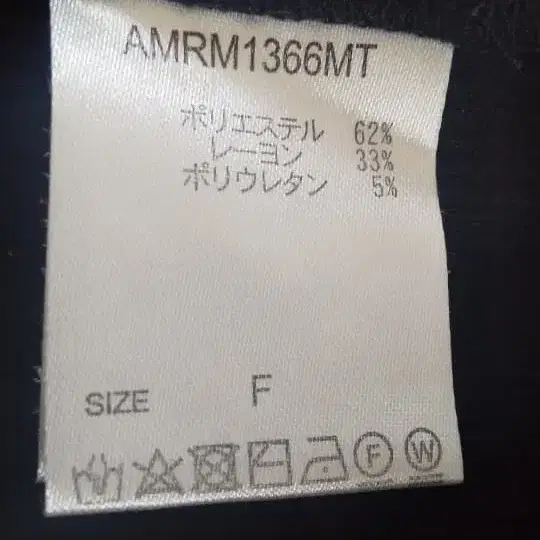 AMRM1366MT
ポリエステル 62%
レーヨン 33%
ポリウレタン 5%
SIZE F
F W